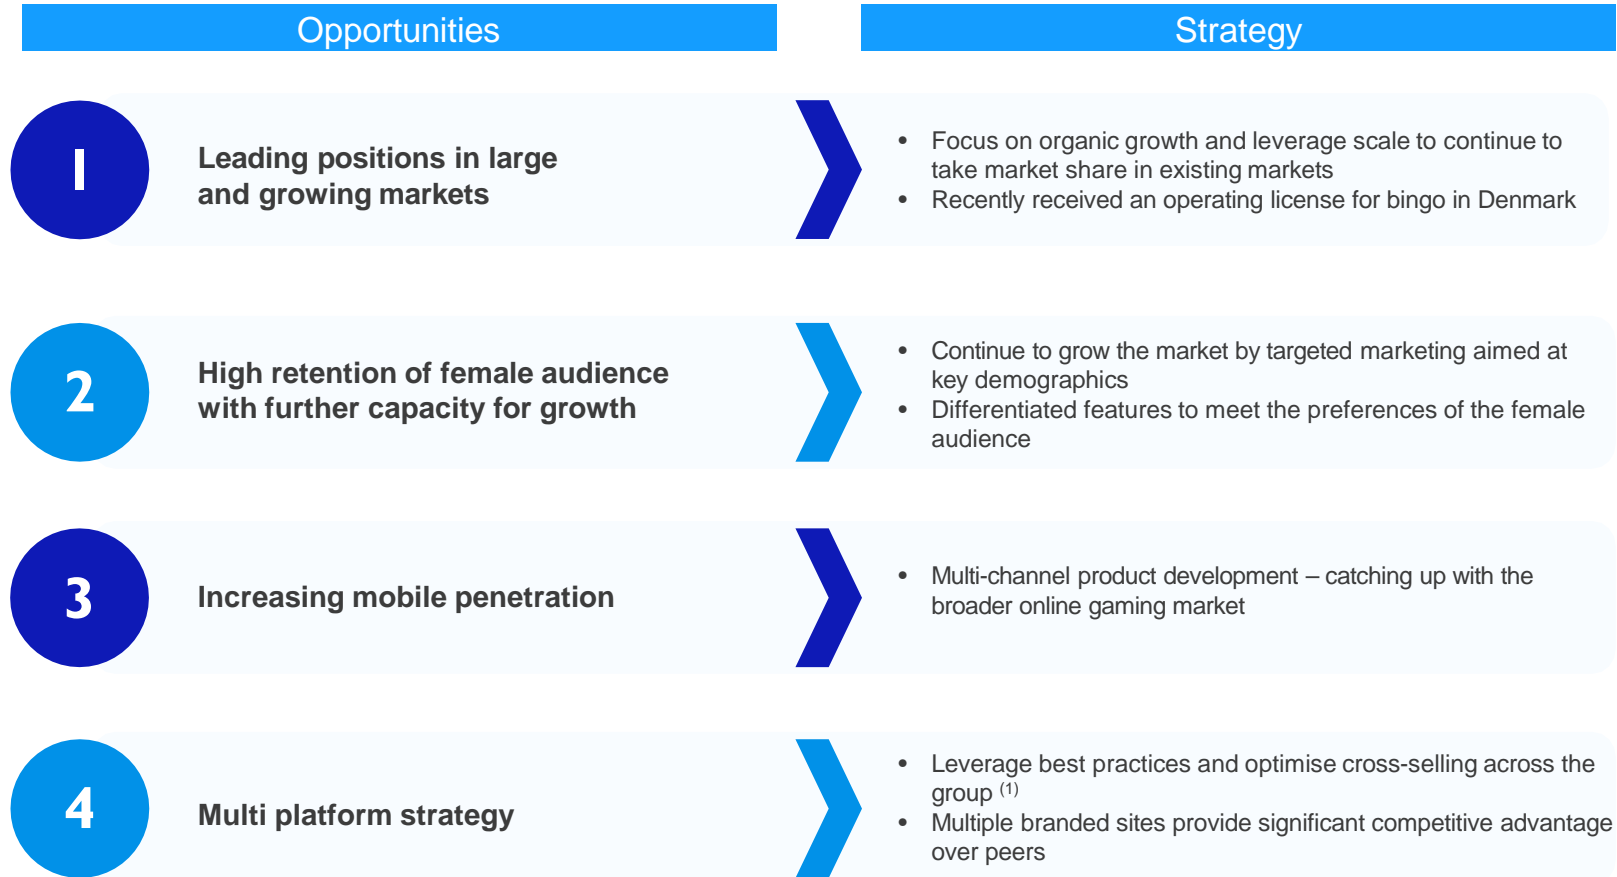 Opportunities
Strategy
1
Leading positions in large
and growing markets
• Focus on organic growth and leverage scale to continue to
take market share in existing markets
• Recently received an operating license for bingo in Denmark
2
High retention of female audience
with further capacity for growth
• Continue to grow the market by targeted marketing aimed at
key demographics
• Differentiated features to meet the preferences of the female
audience
3
Increasing mobile penetration
• Multi-channel product development – catching up with the
broader online gaming market
4
Multi platform strategy
• Leverage best practices and optimise cross-selling across the
group (1)
• Multiple branded sites provide significant competitive advantage
over peers